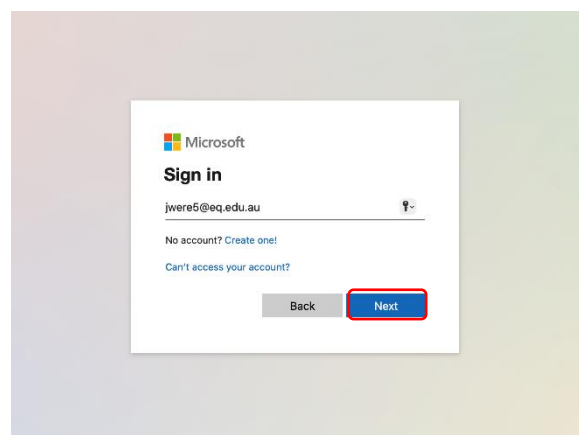 Microsoft
Sign in
jwere5@eq.edu.au
No account? Create one!
Can't access your account?
Back Next